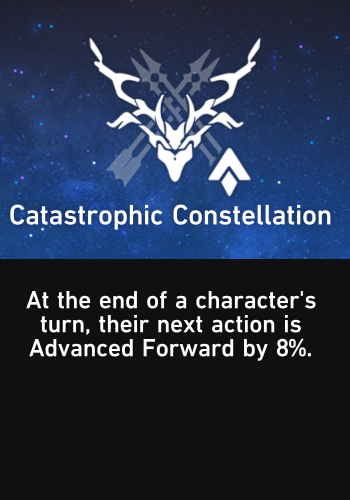 Catastrophic Constellation
At the end of a character's
turn, their next action is
Advanced Forward by 8%.